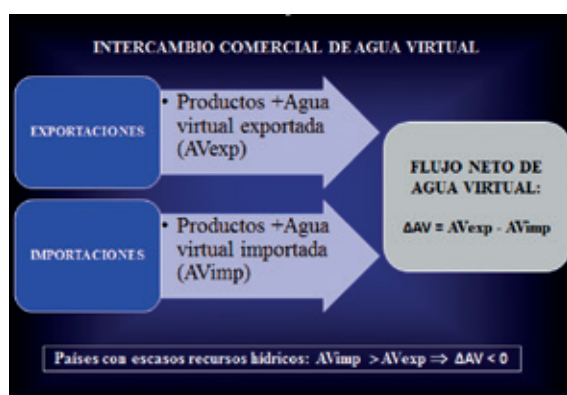 INTERCAMBIO COMERCIAL DE AGUA VIRTUAL
EXPORTACIONES
• Productos +Agua
virtual exportada
(AVexp)
IMPORTACIONES
• Productos +Agua
virtual importada
(AVimp)
FLUJO NETO DE
AGUA VIRTUAL:
ΔAV = AVexp - AVimp
Países con escasos recursos hídricos: AVimp > AVexp ⇒ ΔAV < 0